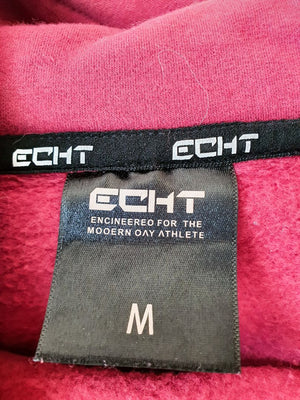 ECHT ECHT
ECHT
ENGINEERED FOR THE
MODERN DAY ATHLETE
M